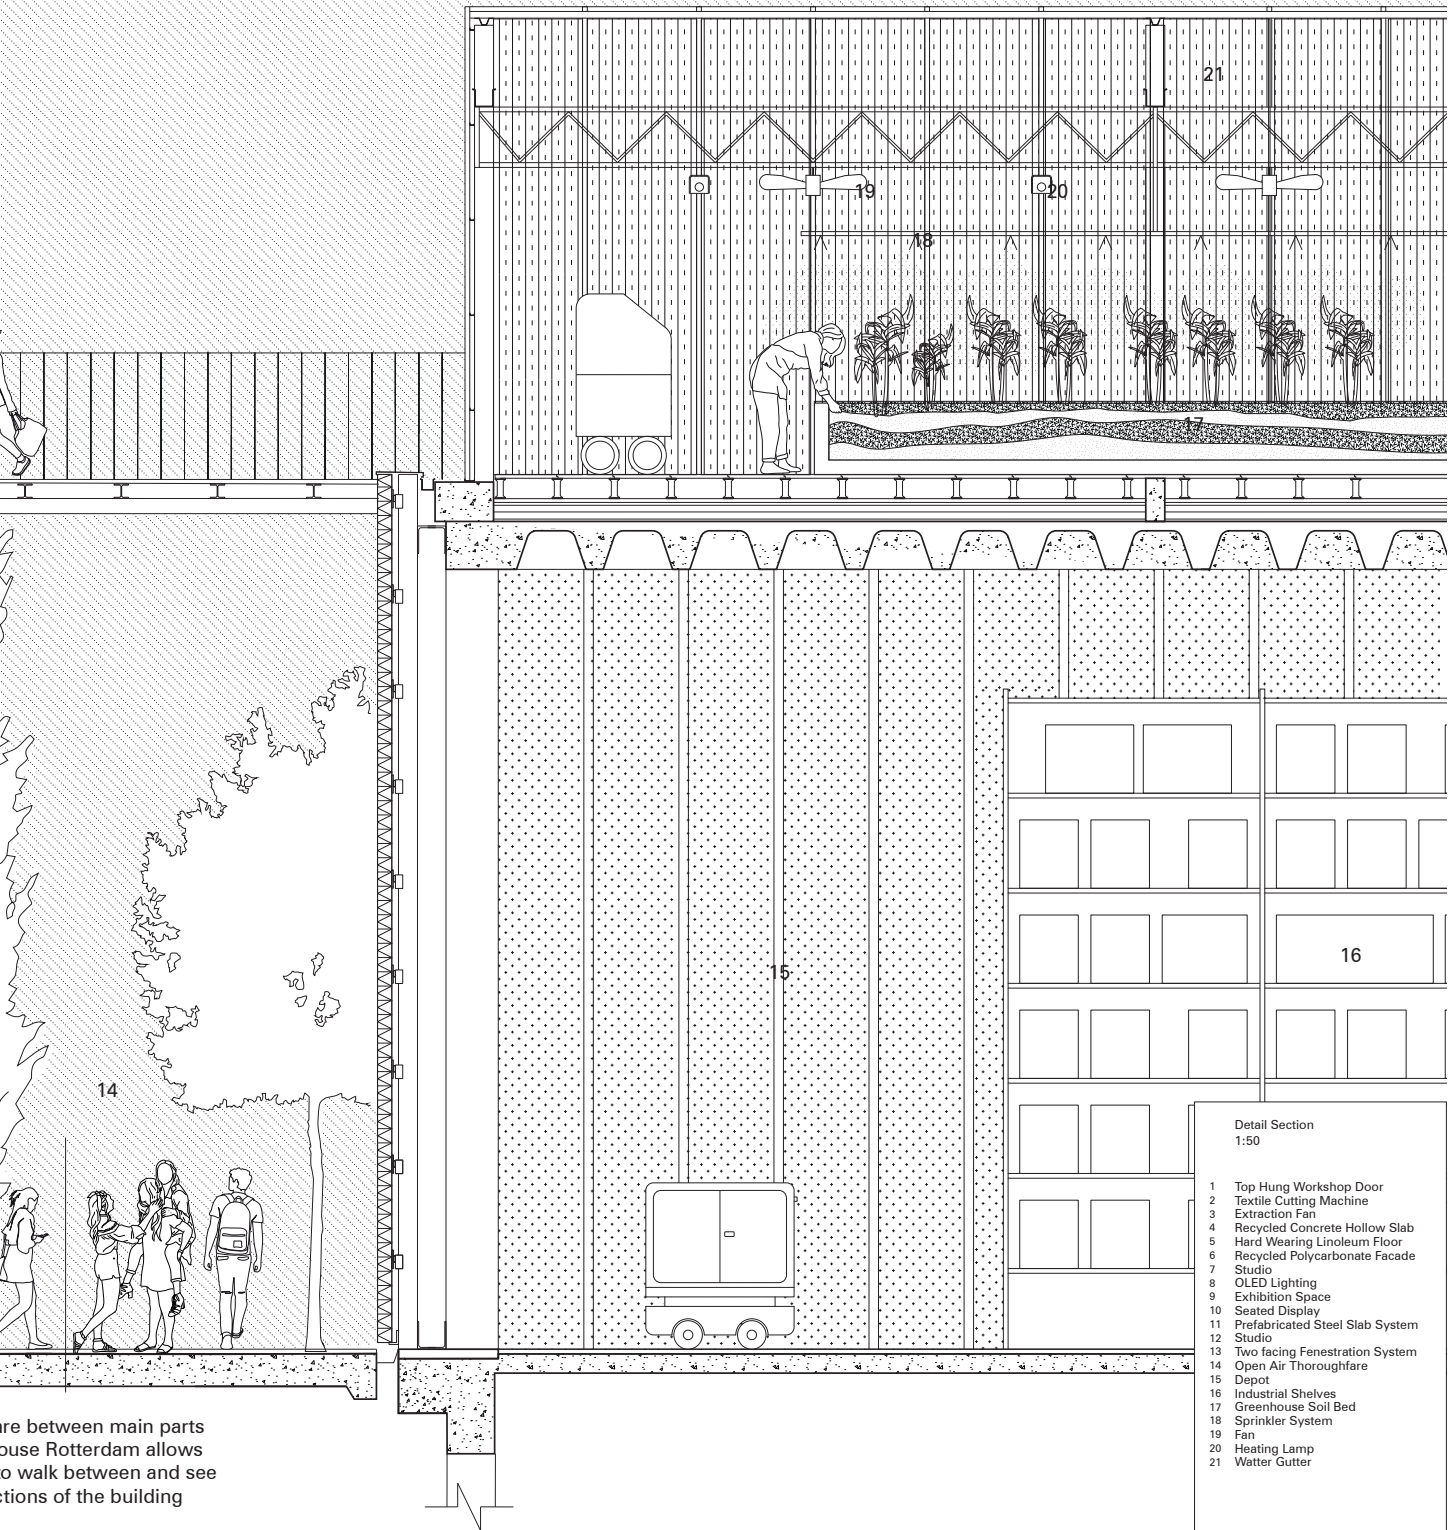 21
19
20
18
17
15
16
14
Detail Section
1:50
1 Top Hung Workshop Door
2 Textile Cutting Machine
3 Extraction Fan
4 Recycled Concrete Hollow Slab
5 Hard Wearing Linoleum Floor
6 Recycled Polycarbonate Facade
7 Studio
8 OLED Lighting
9 Exhibition Space
10 Seated Display
11 Prefabricated Steel Slab System
12 Studio
13 Two facing Fenestration System
14 Open Air Thoroughfare
15 Depot
16 Industrial Shelves
17 Greenhouse Soil Bed
18 Sprinkler System
19 Fan
20 Heating Lamp
21 Watter Gutter
are between main parts
ouse Rotterdam allows
to walk between and see
ctions of the building